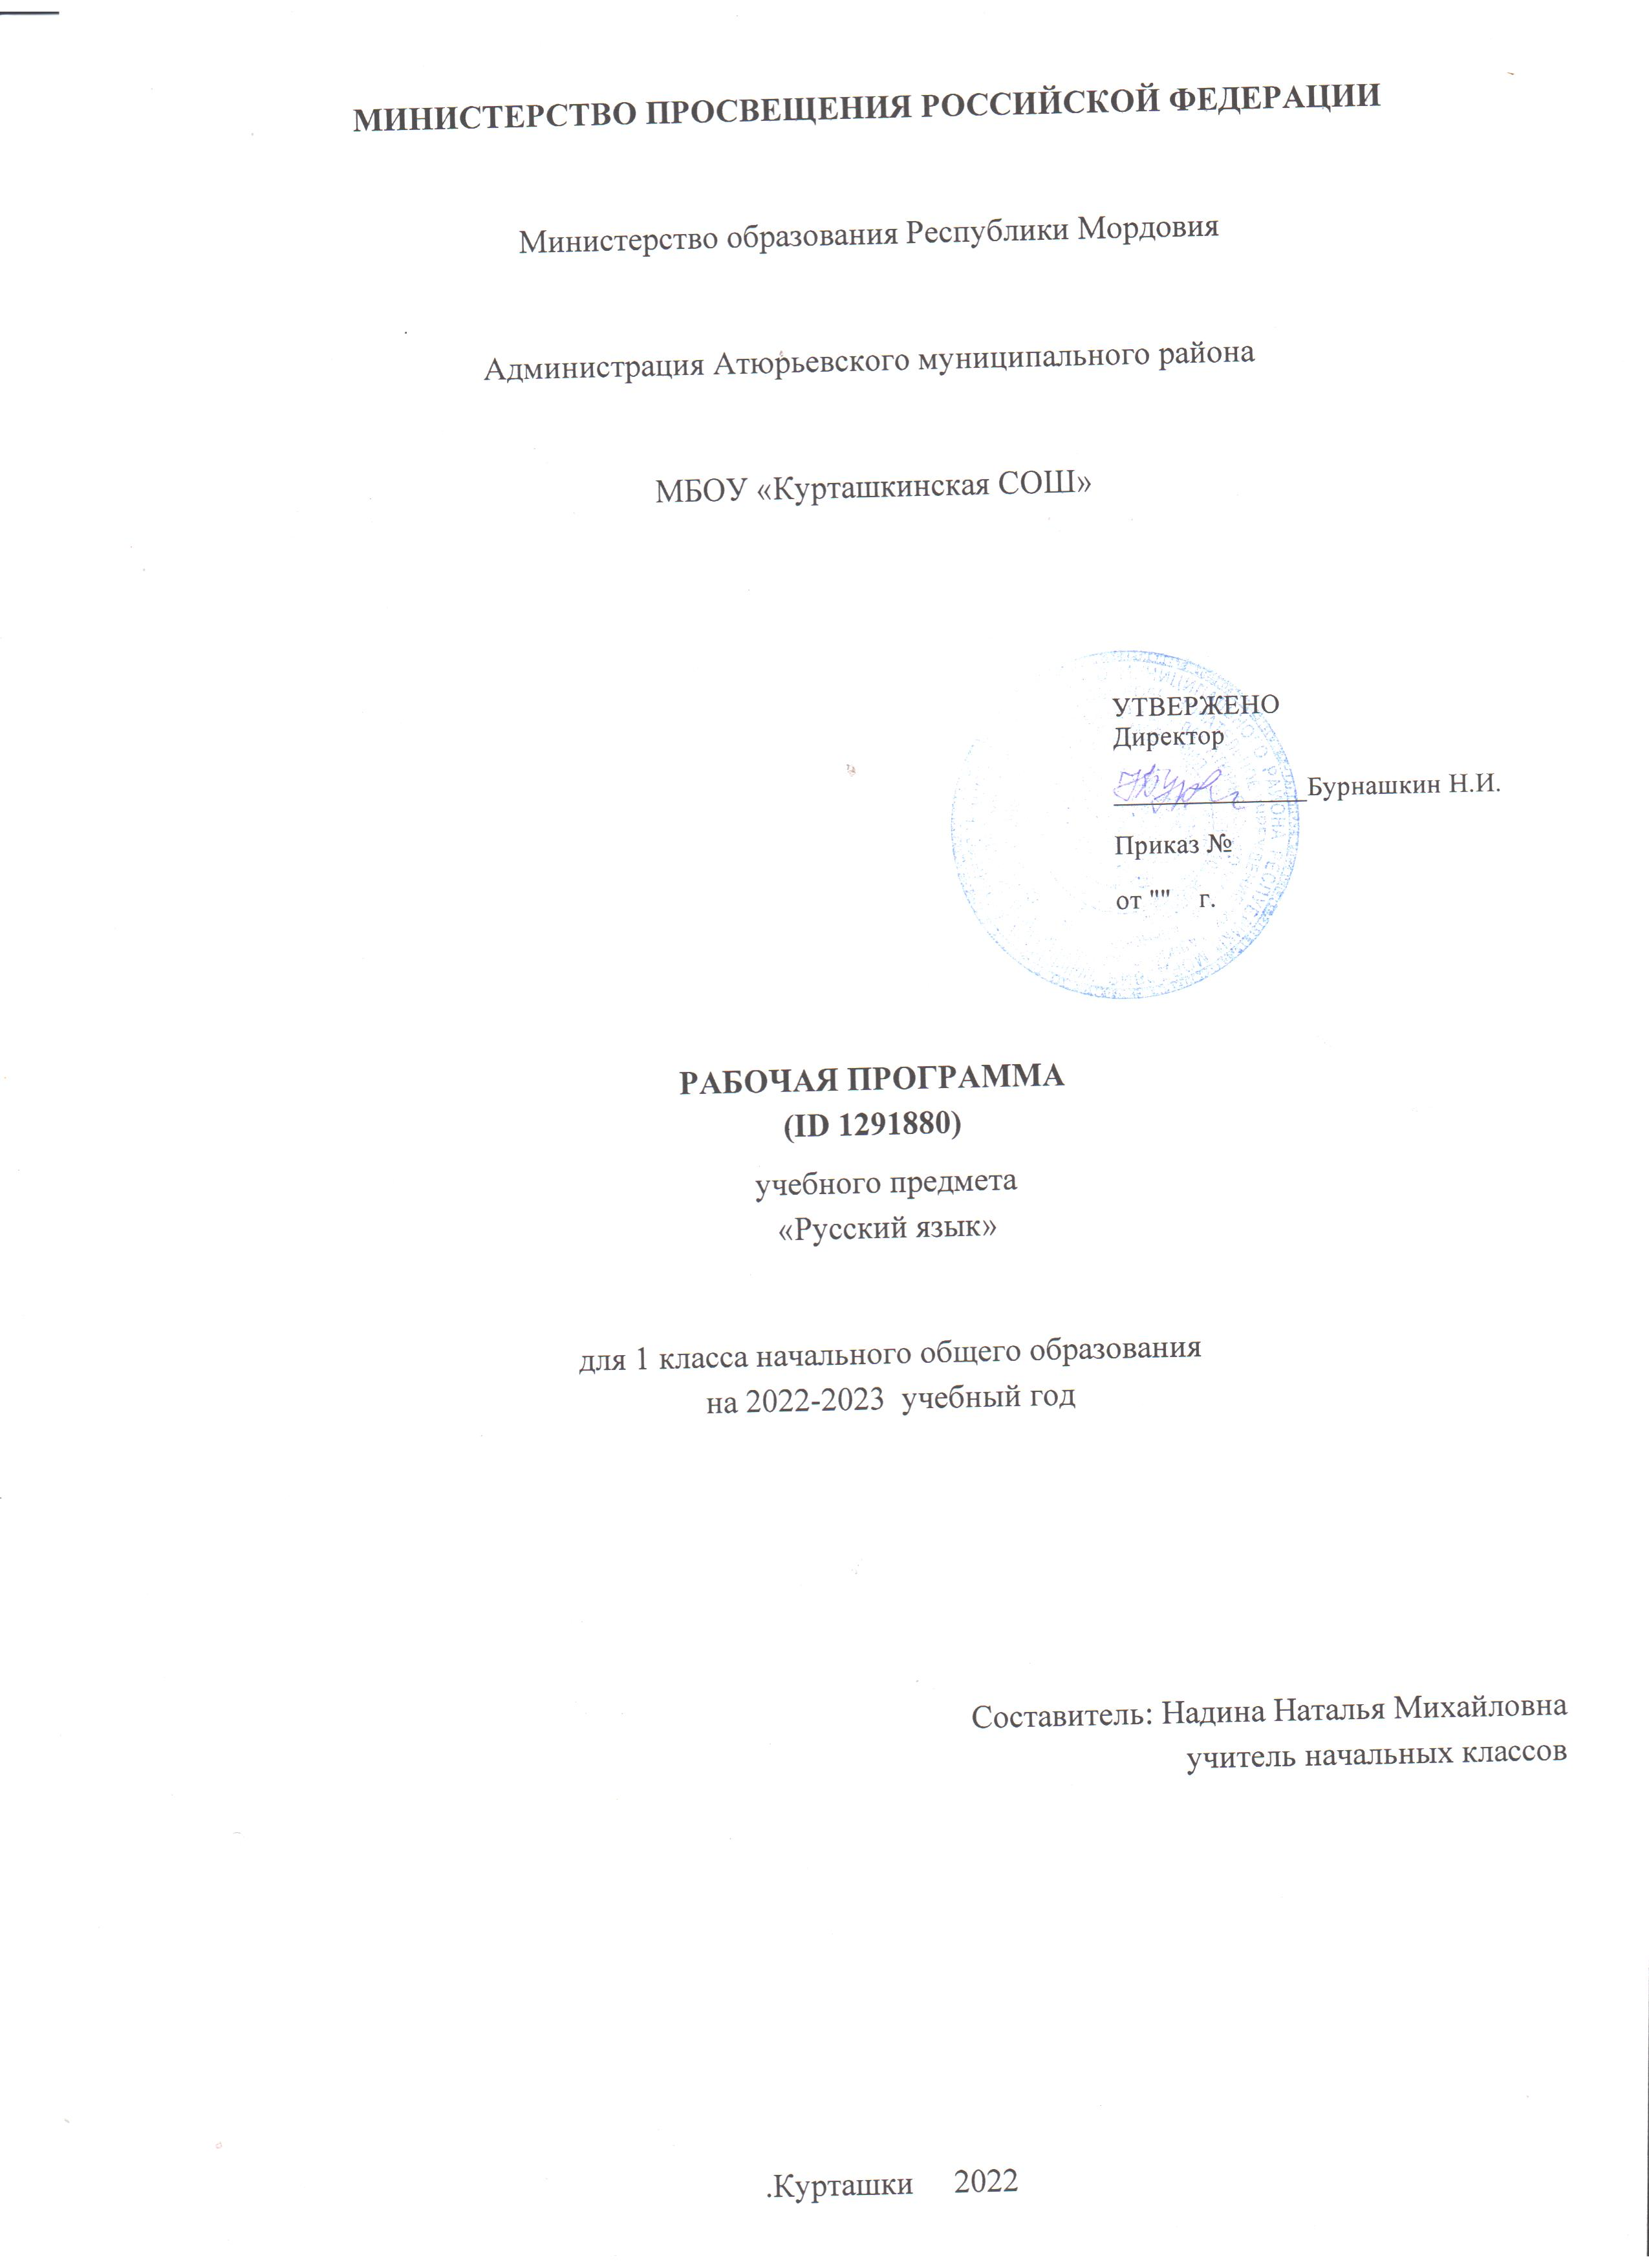 МИНИСТЕРСТВО ПРОСВЕЩЕНИЯ РОССИЙСКОЙ ФЕДЕРАЦИИ
Министерство образования Республики Мордовия
Администрация Атюрьевского муниципального района
МБОУ «Курташкинская СОШ»
УТВЕРЖЕНО
Директор
Бурнашкин Н.И.
Приказ №
от "" г.
РАБОЧАЯ ПРОГРАММА
(ID 1291880)
учебного предмета
«Русский язык»
для 1 класса начального общего образования
на 2022-2023 учебный год
Составитель: Надина Наталья Михайловна
учитель начальных классов
.Курташки 2022